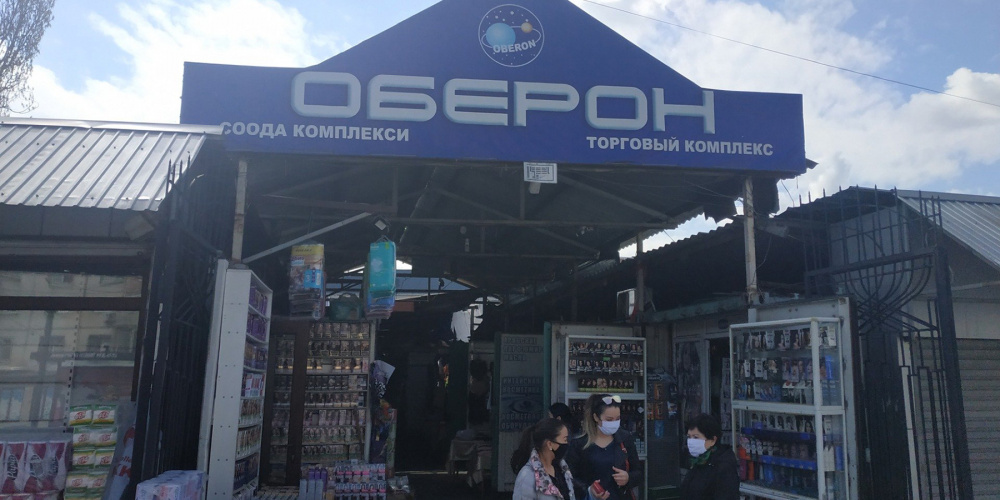 OBERON
ОБЕРОН
СООДА КОМПЛЕКСИ
ТОРГОВЫЙ КОМПЛЕКС